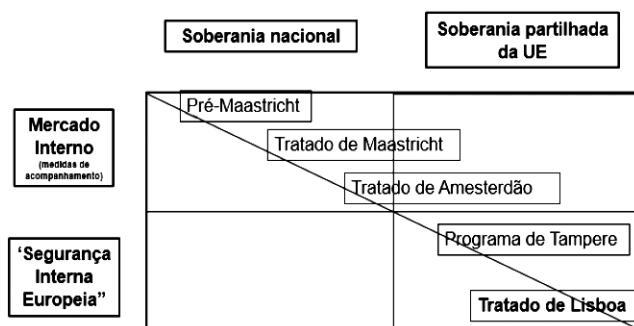 Soberania nacional
Soberania partilhada
da UE
Pré-Maastricht
Mercado
Interno
(medidas de
acompanhamento)
Tratado de Maastricht
Tratado de Amesterdão
‘Segurança
Interna
Europeia”
Programa de Tampere
Tratado de Lisboa